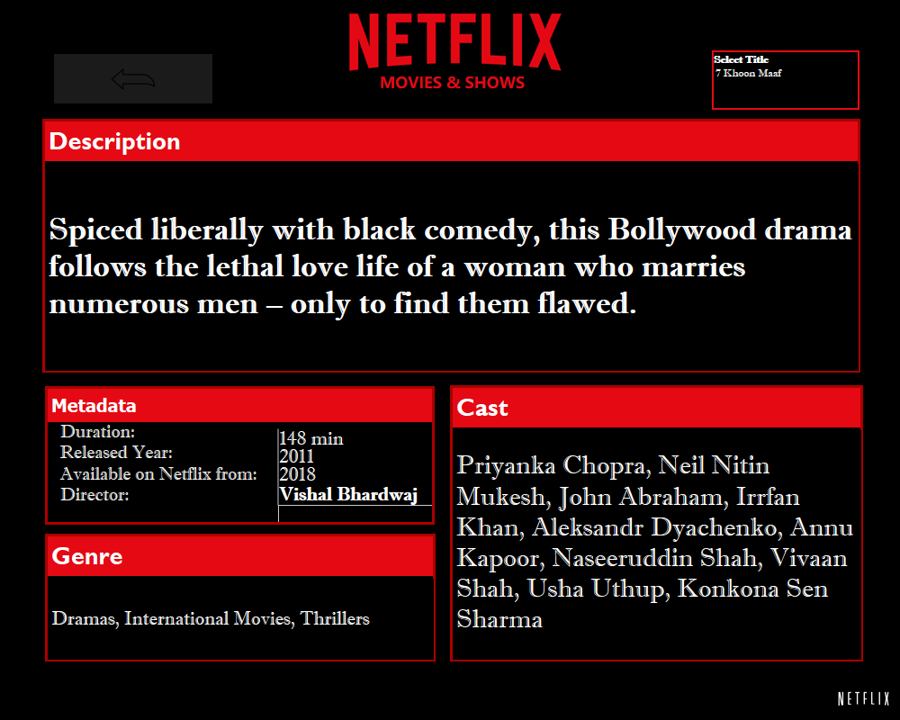 NETFLIX
MOVIES & SHOWS
Select Title
7 Khoon Maaf
Description
Spiced liberally with black comedy, this Bollywood drama
follows the lethal love life of a woman who marries
numerous men – only to find them flawed.
Metadata
Duration:
148 min
Released Year:
2011
Available on Netflix from:
2018
Director:
Vishal Bhardwaj
Genre
Dramas, International Movies, Thrillers
Cast
Priyanka Chopra, Neil Nitin
Mukesh, John Abraham, Irrfan
Khan, Aleksandr Dyachenko, Annu
Kapoor, Naseeruddin Shah, Vivaan
Shah, Usha Uthup, Konkona Sen
Sharma
NETFLIX